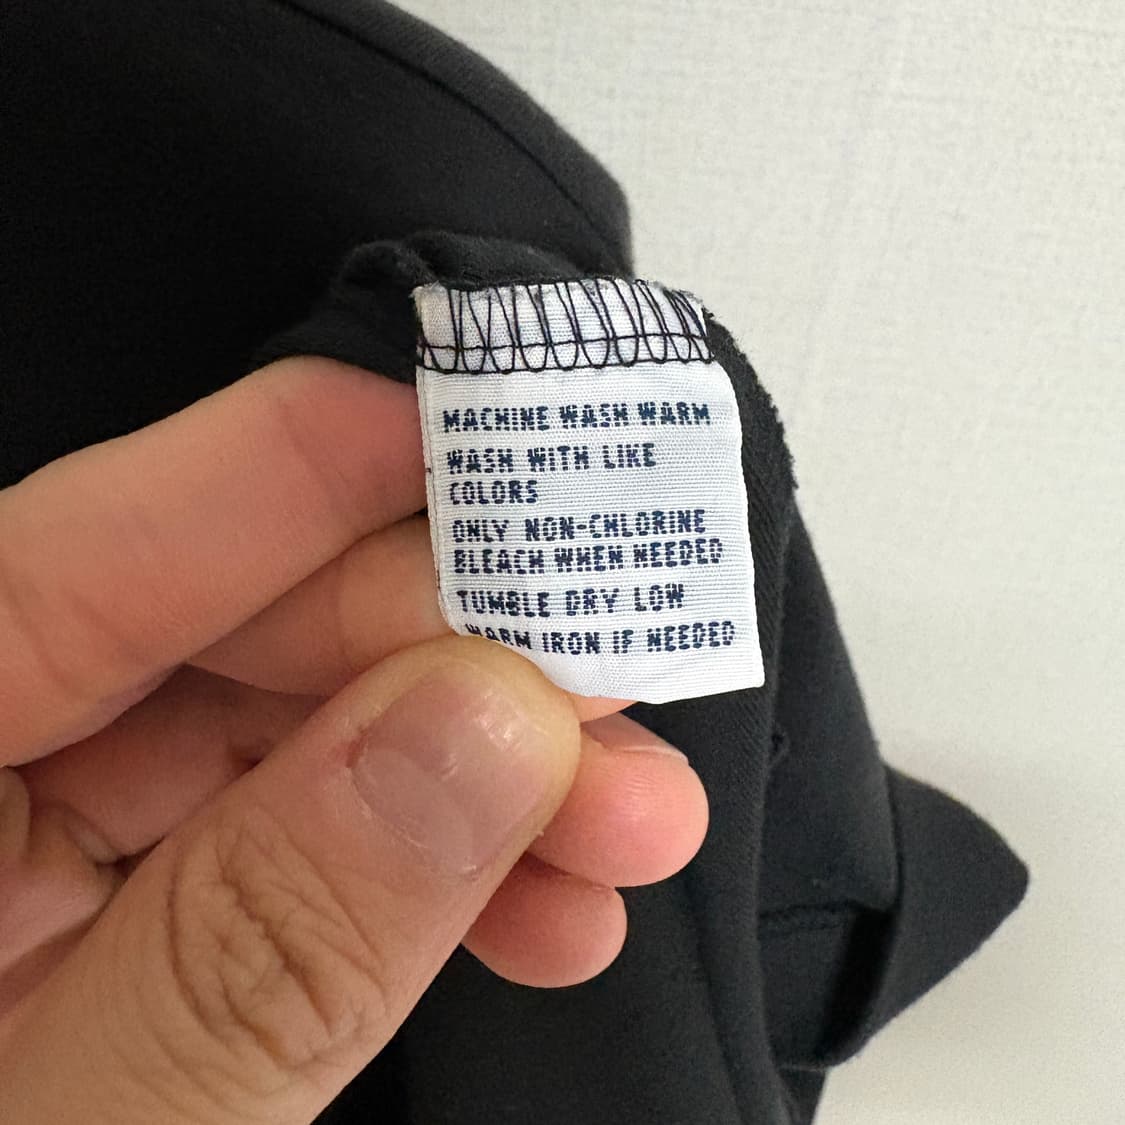 MACHINE WASH WARM
WASH WITH LIKE
COLORS
ONLY NON-CHLORINE
BLEACH WHEN NEEDED
TUMBLE DRY LOW
WARM IRON IF NEEDED